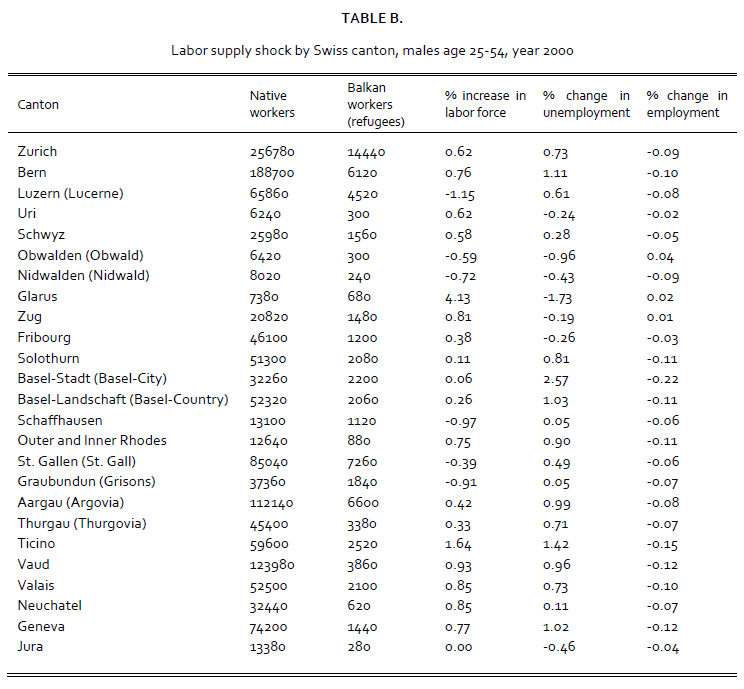 TABLE B.
Labor supply shock by Swiss canton, males age 25-54, year 2000
Canton Native workers Balkan workers (refugees) % increase in labor force % change in unemployment % change in employment
Zurich 256780 14440 0.62 0.73 -0.09
Bern 188700 6120 0.76 1.11 -0.10
Luzern (Lucerne) 65860 4520 -1.15 0.61 -0.08
Uri 6240 300 0.62 -0.24 -0.02
Schwyz 25980 1560 0.58 0.28 -0.05
Obwalden (Obwald) 6420 300 -0.59 -0.96 0.04
Nidwalden (Nidwald) 8020 240 -0.72 -0.43 -0.09
Glarus 7380 680 4.13 -1.73 0.02
Zug 20820 1480 0.81 -0.19 0.01
Fribourg 46100 1200 0.38 -0.26 -0.03
Solothurn 51300 2080 0.11 0.81 -0.11
Basel-Stadt (Basel-City) 32260 2200 0.06 2.57 -0.22
Basel-Landschaft (Basel-Country) 52320 2060 0.26 1.03 -0.11
Schaffhausen 13100 1120 -0.97 0.05 -0.06
Outer and Inner Rhodes 12640 880 0.75 0.90 -0.11
St. Gallen (St. Gall) 85040 7260 -0.39 0.49 -0.06
Graubundun (Grisons) 37360 1840 -0.91 0.05 -0.07
Aargau (Argovia) 112140 6600 0.42 0.99 -0.08
Thurgau (Thurgovia) 45400 3380 0.33 0.71 -0.07
Ticino 59600 2520 1.64 1.42 -0.15
Vaud 123980 3860 0.93 0.96 -0.12
Valais 52500 2100 0.85 0.73 -0.10
Neuchatel 32440 620 0.85 0.11 -0.07
Geneva 74200 1440 0.77 1.02 -0.12
Jura 13380 280 0.00 -0.46 -0.04